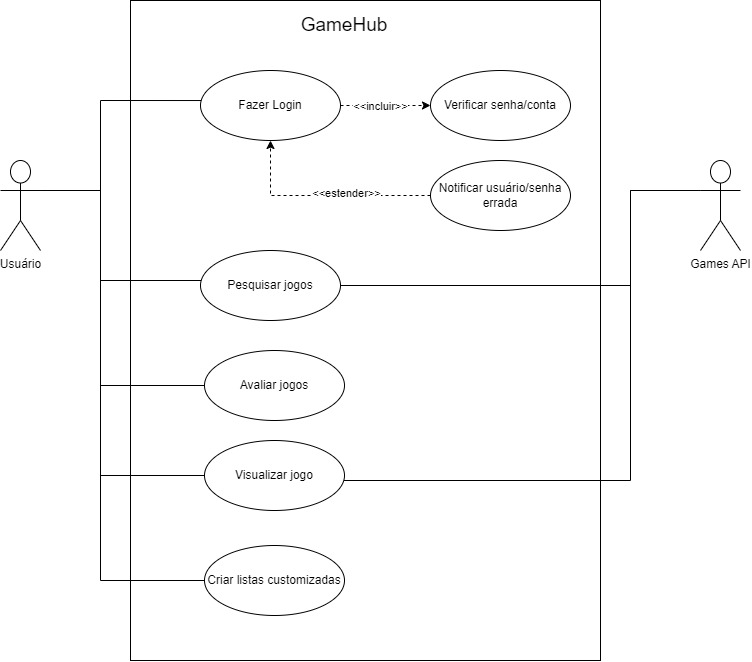 GameHub
Fazer Login
<<incluir>>
Verificar senha/conta
<<estender>>
Notificar usuário/senha
errada
Usuário
Games API
Pesquisar jogos
Avaliar jogos
Visualizar jogo
Criar listas customizadas